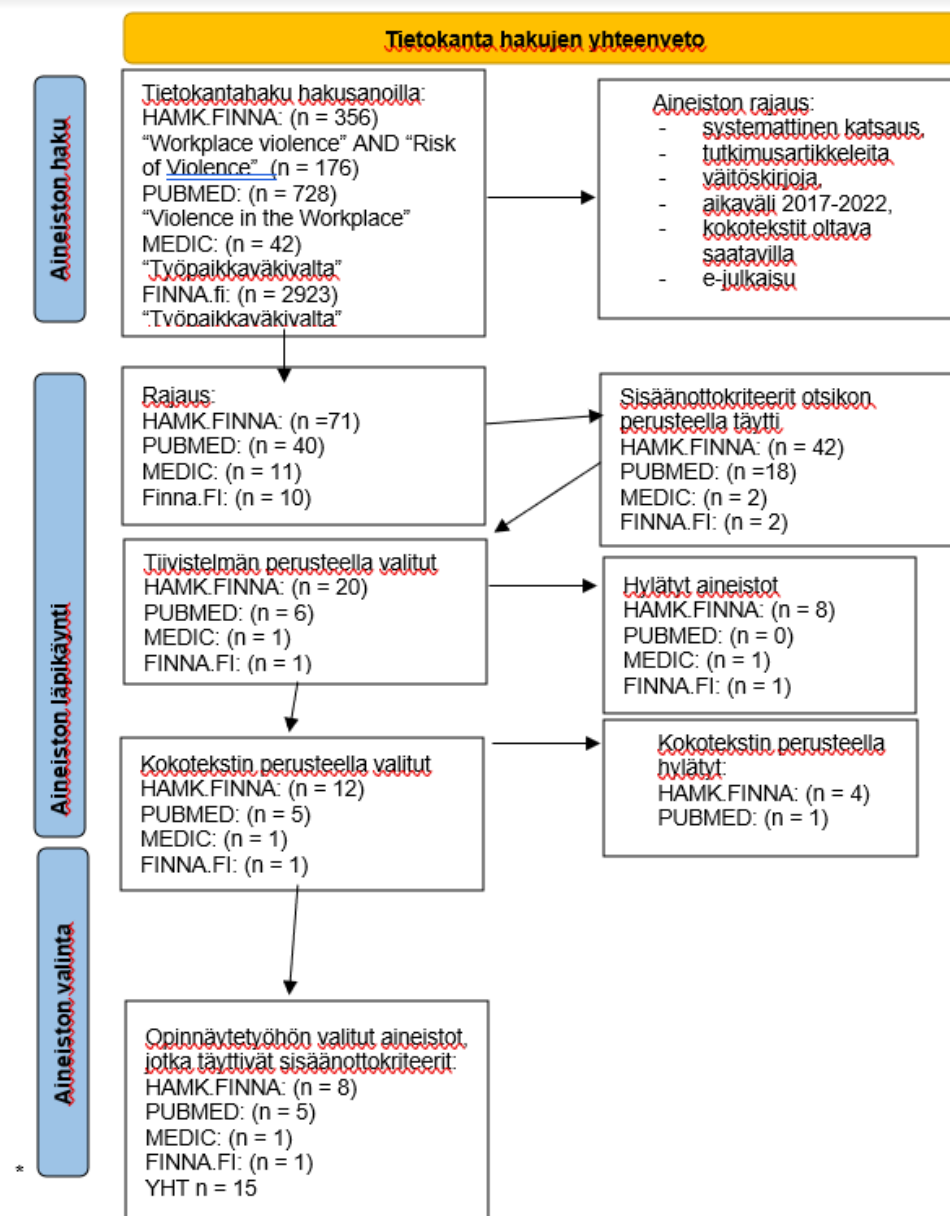 Tietokanta hakujen yhteenveto
Aineiston haku
Tietokantahaku hakusanoilla:
HAMK.FINNA: (n = 356)
“Workplace violence” AND “Risk
of Violence” (n = 176)
PUBMED: (n = 728)
“Violence in the Workplace”
MEDIC: (n = 42)
“Työpaikkaväkivalta”
FINNA.fi: (n = 2923)
“Työpaikkaväkivalta”
Aineiston rajaus:
- systemattinen katsaus,
- tutkimusartikkeleita
- väitöskirjoja,
- aikaväli 2017-2022,
- kokotekstit oltava
saatavilla
- e-julkaisu
Aineiston läpikäynti
Rajaus:
HAMK.FINNA: (n =71)
PUBMED: (n = 40)
MEDIC: (n = 11)
Finna.FI: (n = 10)
Sisäänottokriteerit otsikon
perusteella täytti
HAMK.FINNA: (n = 42)
PUBMED: (n =18)
MEDIC: (n = 2)
FINNA.FI: (n = 2)
Tiivistelmän perusteella valitut
HAMK.FINNA: (n = 20)
PUBMED: (n = 6)
MEDIC: (n = 1)
FINNA.FI: (n = 1)
Hylätyt aineistot
HAMK.FINNA: (n = 8)
PUBMED: (n = 0)
MEDIC: (n = 1)
FINNA.FI: (n = 1)
Kokotekstin perusteella valitut
HAMK.FINNA: (n = 12)
PUBMED: (n = 5)
MEDIC: (n = 1)
FINNA.FI: (n = 1)
Kokotekstin perusteella
hylätyt:
HAMK.FINNA: (n = 4)
PUBMED: (n = 1)
Aineiston valinta
Opinnäytetyöhön valitut aineistot,
jotka täyttivät sisäänottokriteerit:
HAMK.FINNA: (n = 8)
PUBMED: (n = 5)
MEDIC: (n = 1)
FINNA.FI: (n = 1)
YHT n = 15
*